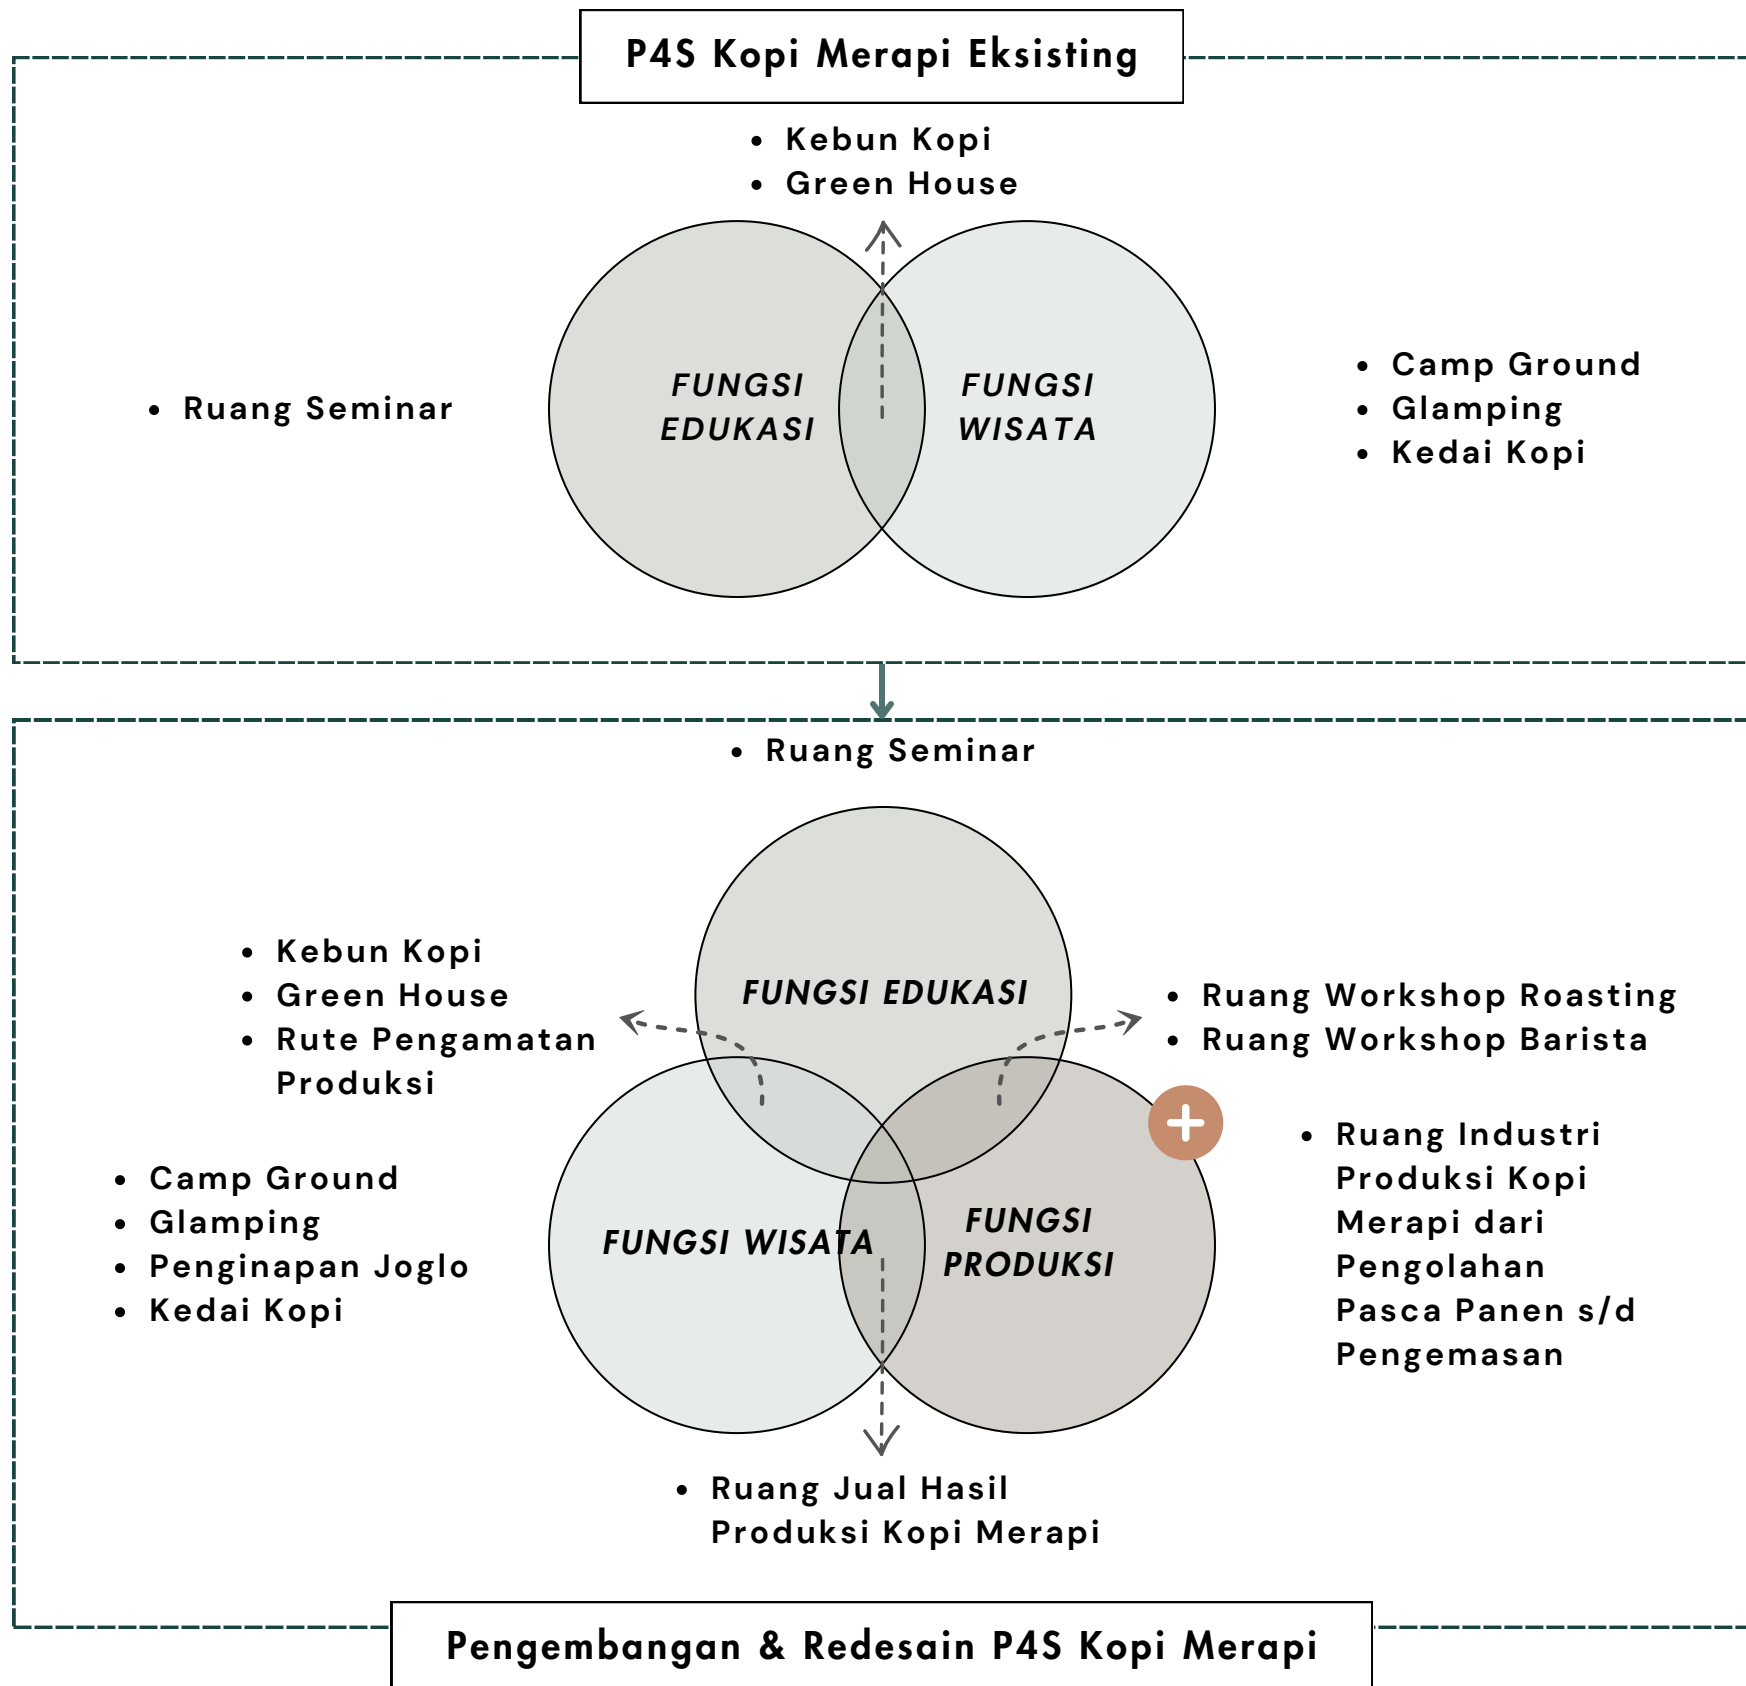 P4S Kopi Merapi Eksisting
• Kebun Kopi
• Green House
FUNGSI
EDUKASI
FUNGSI
WISATA
• Ruang Seminar
• Camp Ground
• Glamping
• Kedai Kopi
• Ruang Seminar
• Kebun Kopi
• Green House
• Rute Pengamatan
Produksi
FUNGSI EDUKASI
• Ruang Workshop Roasting
• Ruang Workshop Barista
• Camp Ground
• Glamping
• Penginapan Joglo
• Kedai Kopi
FUNGSI WISATA
FUNGSI
PRODUKSI
• Ruang Industri
Produksi Kopi
Merapi dari
Pengolahan
Pasca Panen s/d
Pengemasan
• Ruang Jual Hasil
Produksi Kopi Merapi
Pengembangan & Redesain P4S Kopi Merapi